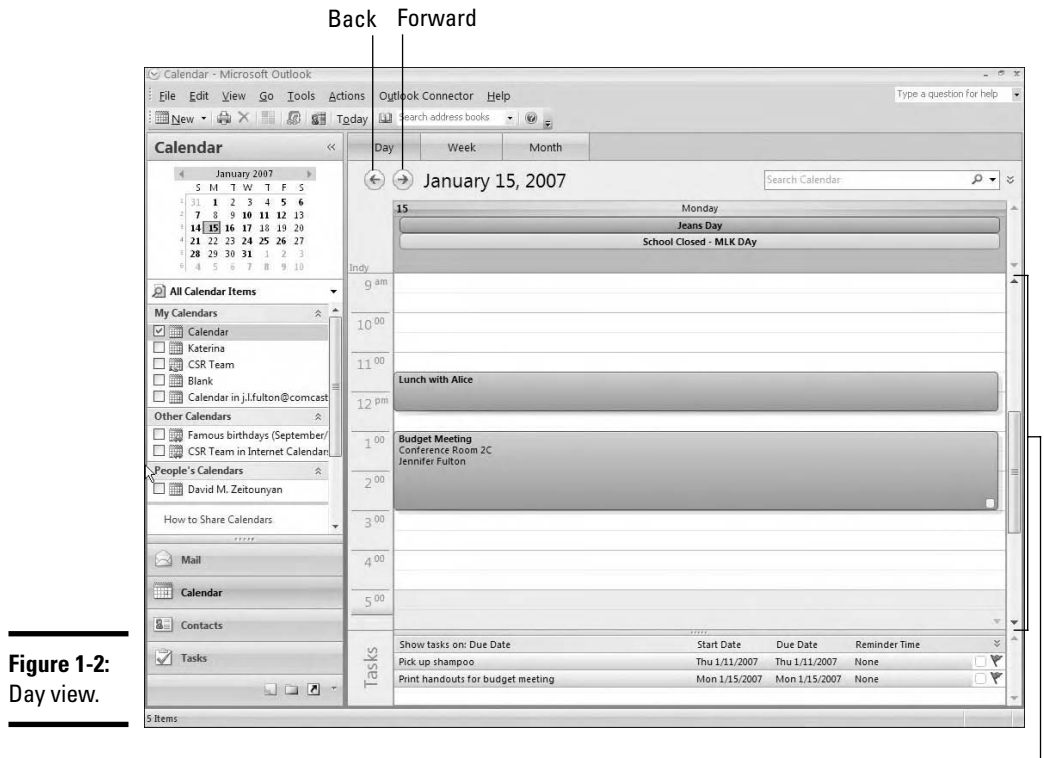 Back Forward
Calendar - Microsoft Outlook
File Edit View Go Tools Actions Outlook Connector Help
Type a question for help
New Today Search address books
Calendar «
Day Week Month
January 2007
S M T W T F S
1 31 1 2 3 4 5 6
2 7 8 9 10 11 12 13
3 14 15 16 17 18 19 20
4 21 22 23 24 25 26 27
5 28 29 30 31 1 2 3
6 4 5 6 7 8 9 10
All Calendar Items
My Calendars
Calendar
Katerina
CSR Team
Blank
Calendar in j.l.fulton@comcast
Other Calendars
Famous birthdays (September/
CSR Team in Internet Calendar
People's Calendars
David M. Zeitounyan
How to Share Calendars
Mail
Calendar
Contacts
Tasks
January 15, 2007
Search Calendar
15 Monday
Jeans Day
School Closed - MLK DAy
Indy
9 am
10 00
11 00
Lunch with Alice
12 pm
1 00
Budget Meeting
Conference Room 2C
Jennifer Fulton
2 00
3 00
4 00
5 00
Tasks
Show tasks on: Due Date Start Date Due Date Reminder Time
Pick up shampoo Thu 1/11/2007 Thu 1/11/2007 None
Print handouts for budget meeting Mon 1/15/2007 Mon 1/15/2007 None
5 Items
Figure 1-2:
Day view.